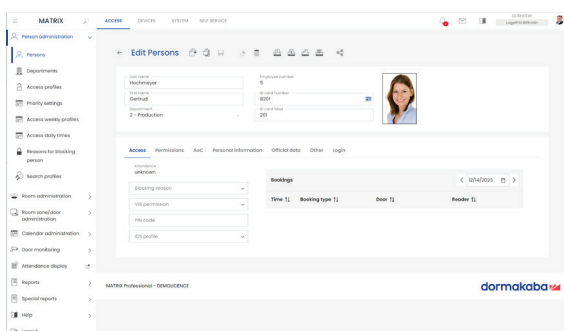 MATRIX
ACCESS
DEVICES
SYSTEM
SELF SERVICE
Person administration
Persons
Departments
Access profiles
Priority settings
Access weekly profiles
Access daily times
Reasons for blocking
person
Search profiles
Room administration
Room zone/door
administration
Calendar administration
Door monitoring
Attendance display
Reports
Special reports
Help
Edit Persons
Last name
Hochmeyer
First name
Gertrud
Department
2 - Production
Employee number
5
ID card number
8201
ID card label
201
Access
Permissions
AoC
Personal information
Official data
Other
Login
Attendance
unknown
Blocking reason
VIB permission
PIN code
IDS profile
Bookings
12/14/2023
Time
Booking type
Door
Reader
MATRIX Professional - DEMOLICENCE
dormakaba